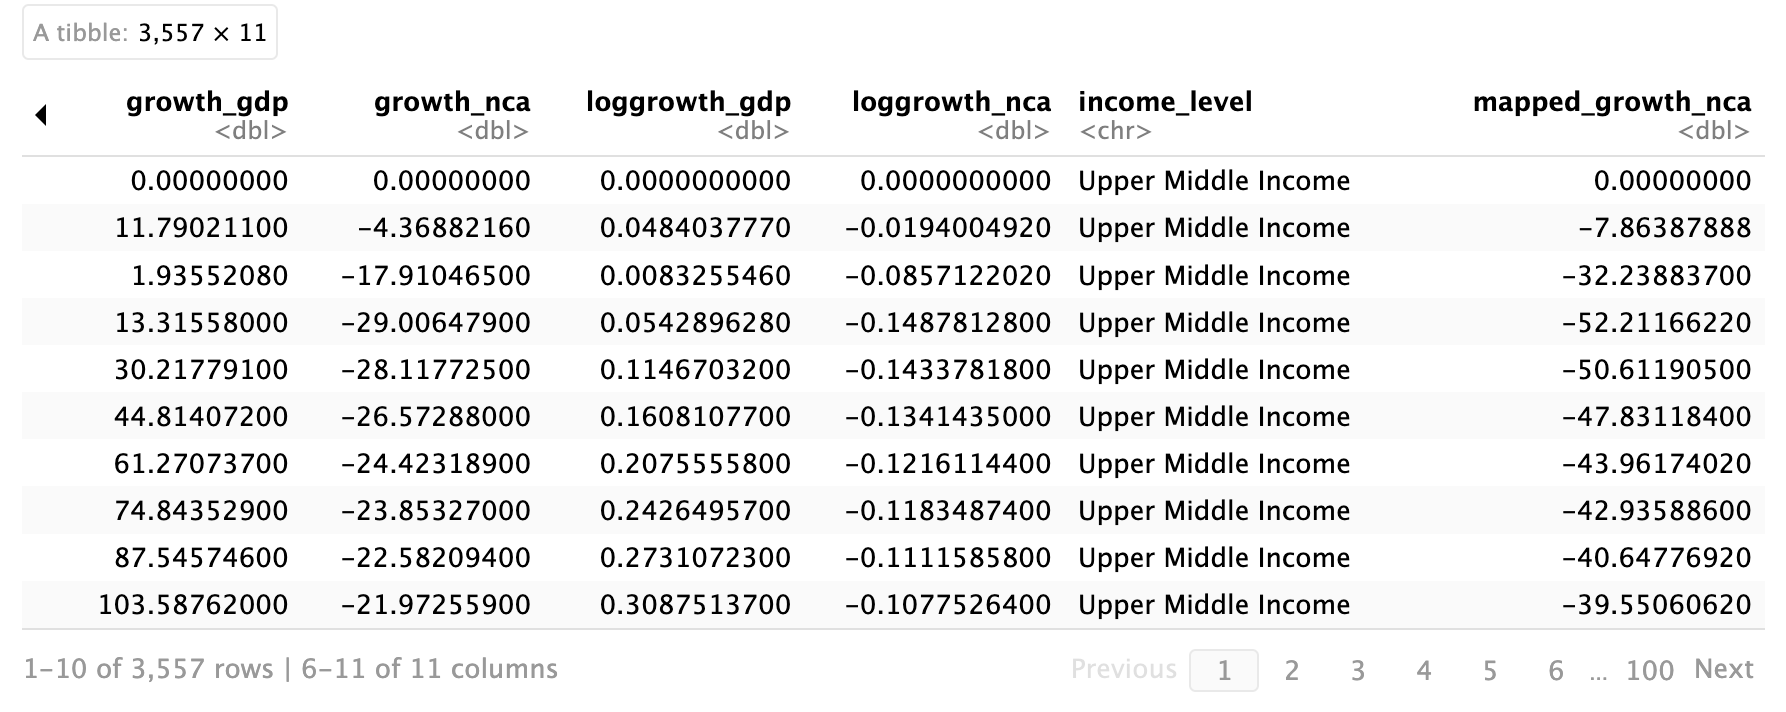 A tibble: 3,557 × 11
growth_gdp growth_nca loggrowth_gdp loggrowth_nca income_level mapped_growth_nca
<dbl> <dbl> <dbl> <dbl> <chr> <dbl>
0.00000000 0.00000000 0.0000000000 0.0000000000 Upper Middle Income 0.00000000
11.79021100 -4.36882160 0.0484037770 -0.0194004920 Upper Middle Income -7.86387888
1.93552080 -17.91046500 0.0083255460 -0.0857122020 Upper Middle Income -32.23883700
13.31558000 -29.00647900 0.0542896280 -0.1487812800 Upper Middle Income -52.21166220
30.21779100 -28.11772500 0.1146703200 -0.1433781800 Upper Middle Income -50.61190500
44.81407200 -26.57288000 0.1608107700 -0.1341435000 Upper Middle Income -47.83118400
61.27073700 -24.42318900 0.2075555800 -0.1216114400 Upper Middle Income -43.96174020
74.84352900 -23.85327000 0.2426495700 -0.1183487400 Upper Middle Income -42.93588600
87.54574600 -22.58209400 0.2731072300 -0.1111585800 Upper Middle Income -40.64776920
103.58762000 -21.97255900 0.3087513700 -0.1077526400 Upper Middle Income -39.55060620
1-10 of 3,557 rows | 6-11 of 11 columns Previous 1 2 3 4 5 6 ... 100 Next